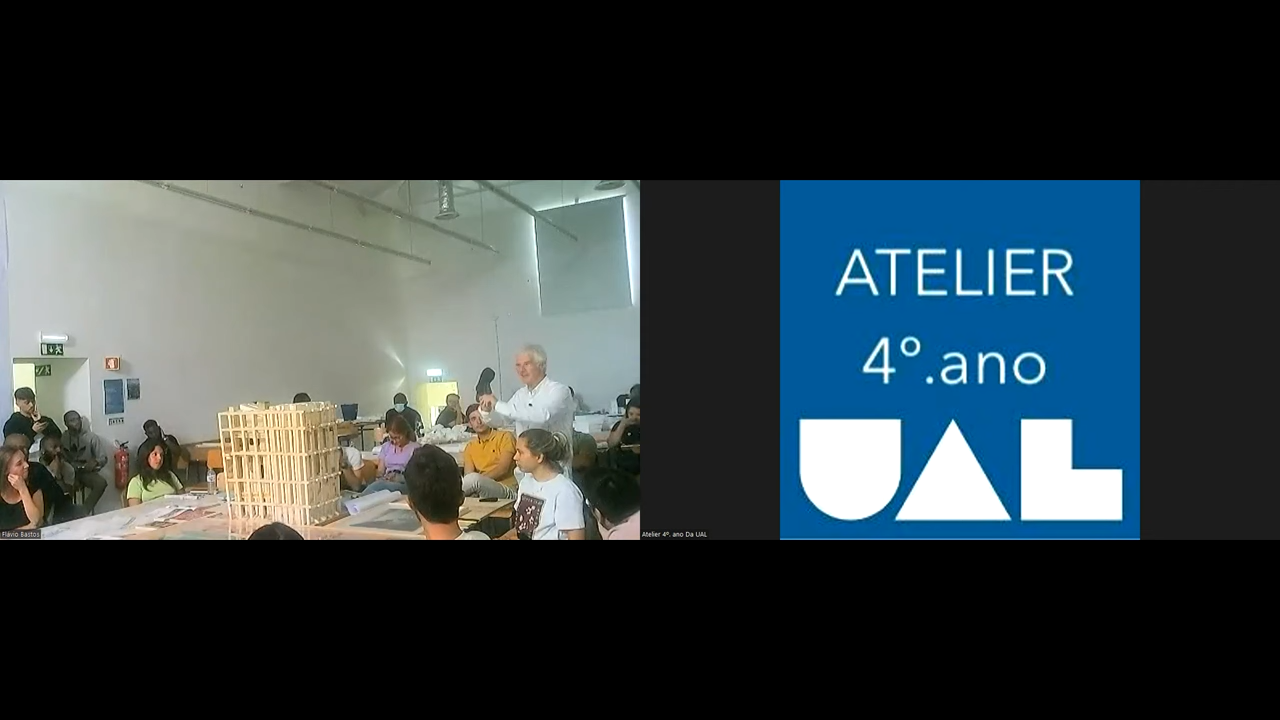 Flávio Bastos
ATELIER
4º.ano
UAL
Atelier 4º. ano Da UAL